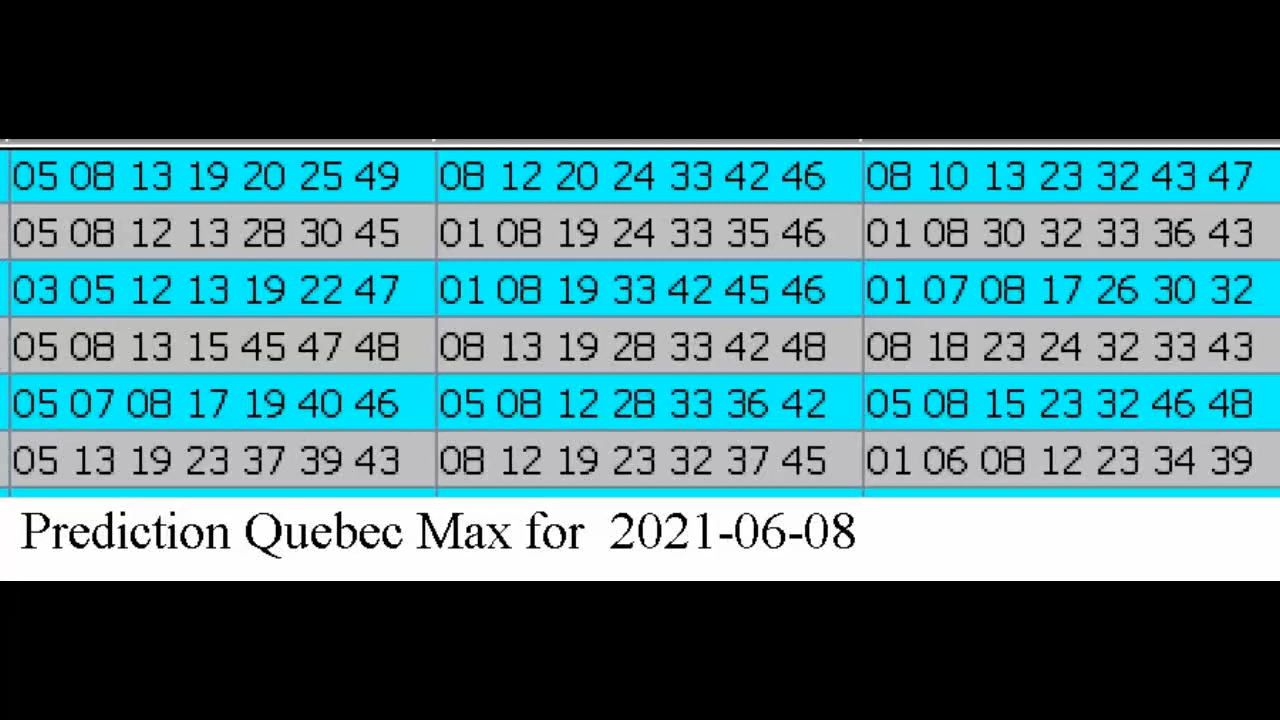 05 08 13 19 20 25 49 08 12 20 24 33 42 46 08 10 13 23 32 43 47
05 08 12 13 28 30 45 01 08 19 24 33 35 46 01 08 30 32 33 36 43
03 05 12 13 19 22 47 01 08 19 33 42 45 46 01 07 08 17 26 30 32
05 08 13 15 45 47 48 08 13 19 28 33 42 48 08 18 23 24 32 33 43
05 07 08 17 19 40 46 05 08 12 28 33 36 42 05 08 15 23 32 46 48
05 13 19 23 37 39 43 08 12 19 23 32 37 45 01 06 08 12 23 34 39
Prediction Quebec Max for 2021-06-08